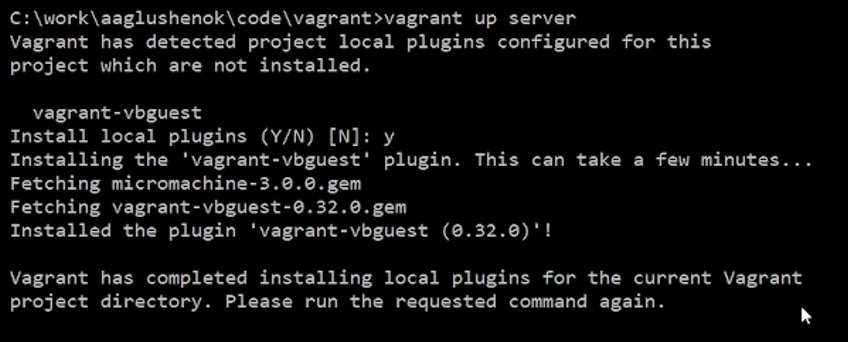 C:\work\aaglushenok\code\vagrant>vagrant up server
Vagrant has detected project local plugins configured for this
project which are not installed.
vagrant-vbguest
Install local plugins (Y/N) [N]: y
Installing the 'vagrant-vbguest' plugin. This can take a few minutes...
Fetching micromachine-3.0.0.gem
Fetching vagrant-vbguest-0.32.0.gem
Installed the plugin 'vagrant-vbguest (0.32.0)'!
Vagrant has completed installing local plugins for the current Vagrant
project directory. Please run the requested command again.